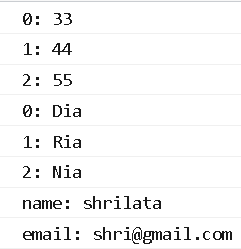 0: 33
1: 44
2: 55
0: Dia
1: Ria
2: Nia
name: shrilata
email: shri@gmail.com